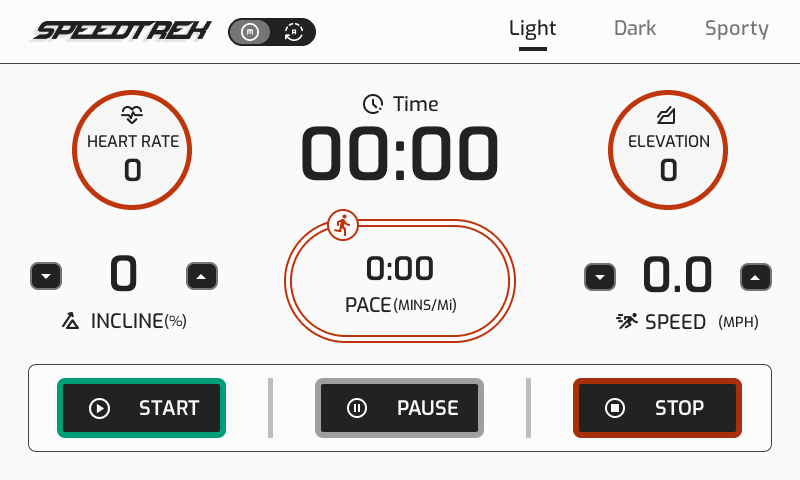 SPEEDTREK
M
A
Light
Dark
Sporty
HEART RATE
0
Time
00:00
ELEVATION
0
0
INCLINE(%)
0:00
PACE(MINS/Mi)
0.0
SPEED (MPH)
START
PAUSE
STOP